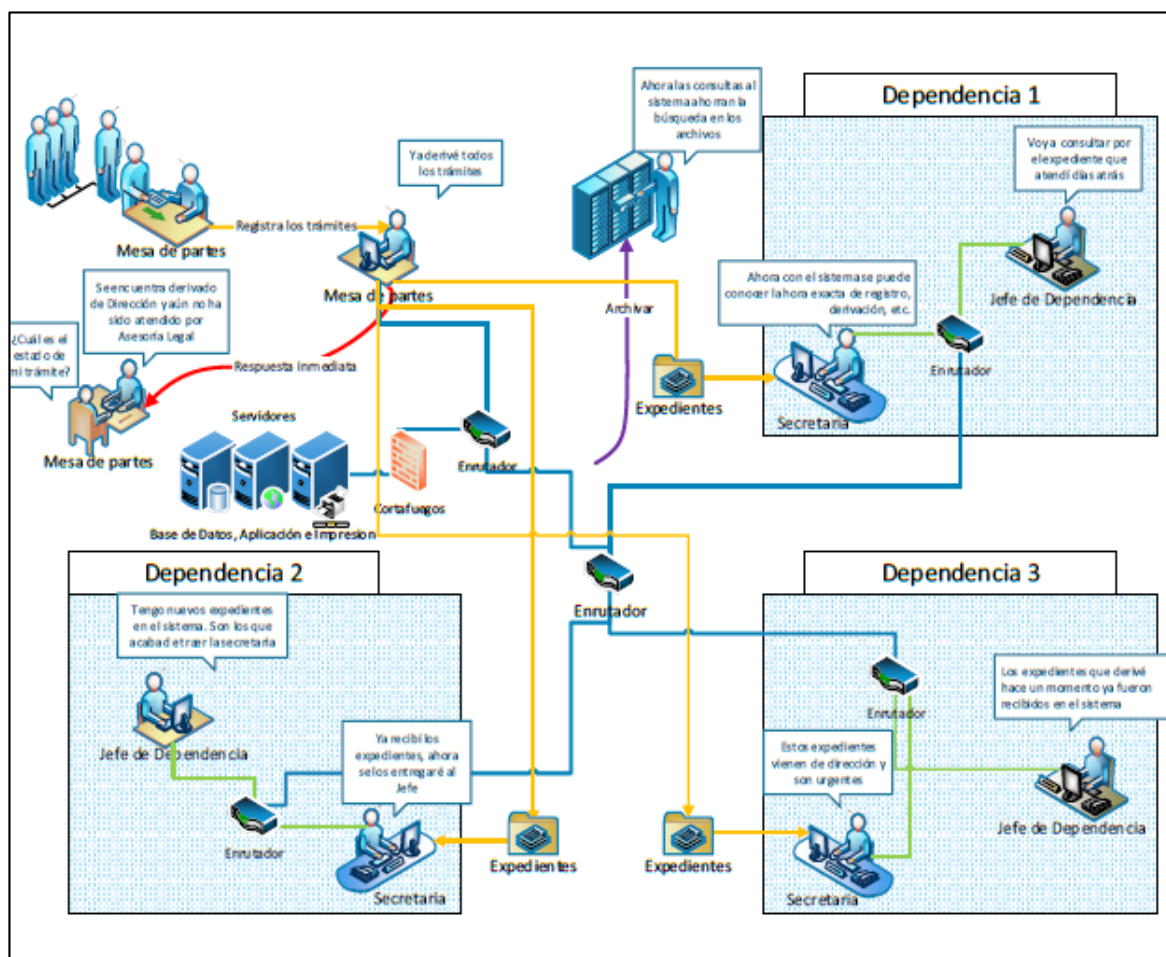 Dependencia 1
Ahora las consultas al
sistema ahorran la
búsqueda en los
archivos
Voy a consultar por
el expediente que
atendí días atrás
Ya derivé todos
los trámites
Registra los trámites
Mesa de partes
Mesa de partes
Se encuentra derivado
de Dirección y aún no ha
sido atendido por
Asesoría Legal
¿Cuál es el
estado de
mi trámite?
Respuesta inmediata
Mesa de partes
Archivar
Ahora con el sistema se puede
conocer la hora exacta de registro,
derivación, etc.
Jefe de Dependencia
Enrutador
Expedientes
Secretaria
Servidores
Enrutador
Cortafuegos
Base de Datos, Aplicación e Impresion
Enrutador
Dependencia 2
Tengo nuevos expedientes
en el sistema. Son los que
acaba de traer la secretaria
Jefe de Dependencia
Ya recibí los
expedientes, ahora
se los entregaré al
Jefe
Enrutador
Secretaria
Expedientes
Expedientes
Dependencia 3
Los expedientes que derivé
hace un momento ya fueron
recibidos en el sistema
Enrutador
Estos expedientes
vienen de dirección y
son urgentes
Jefe de Dependencia
Secretaria